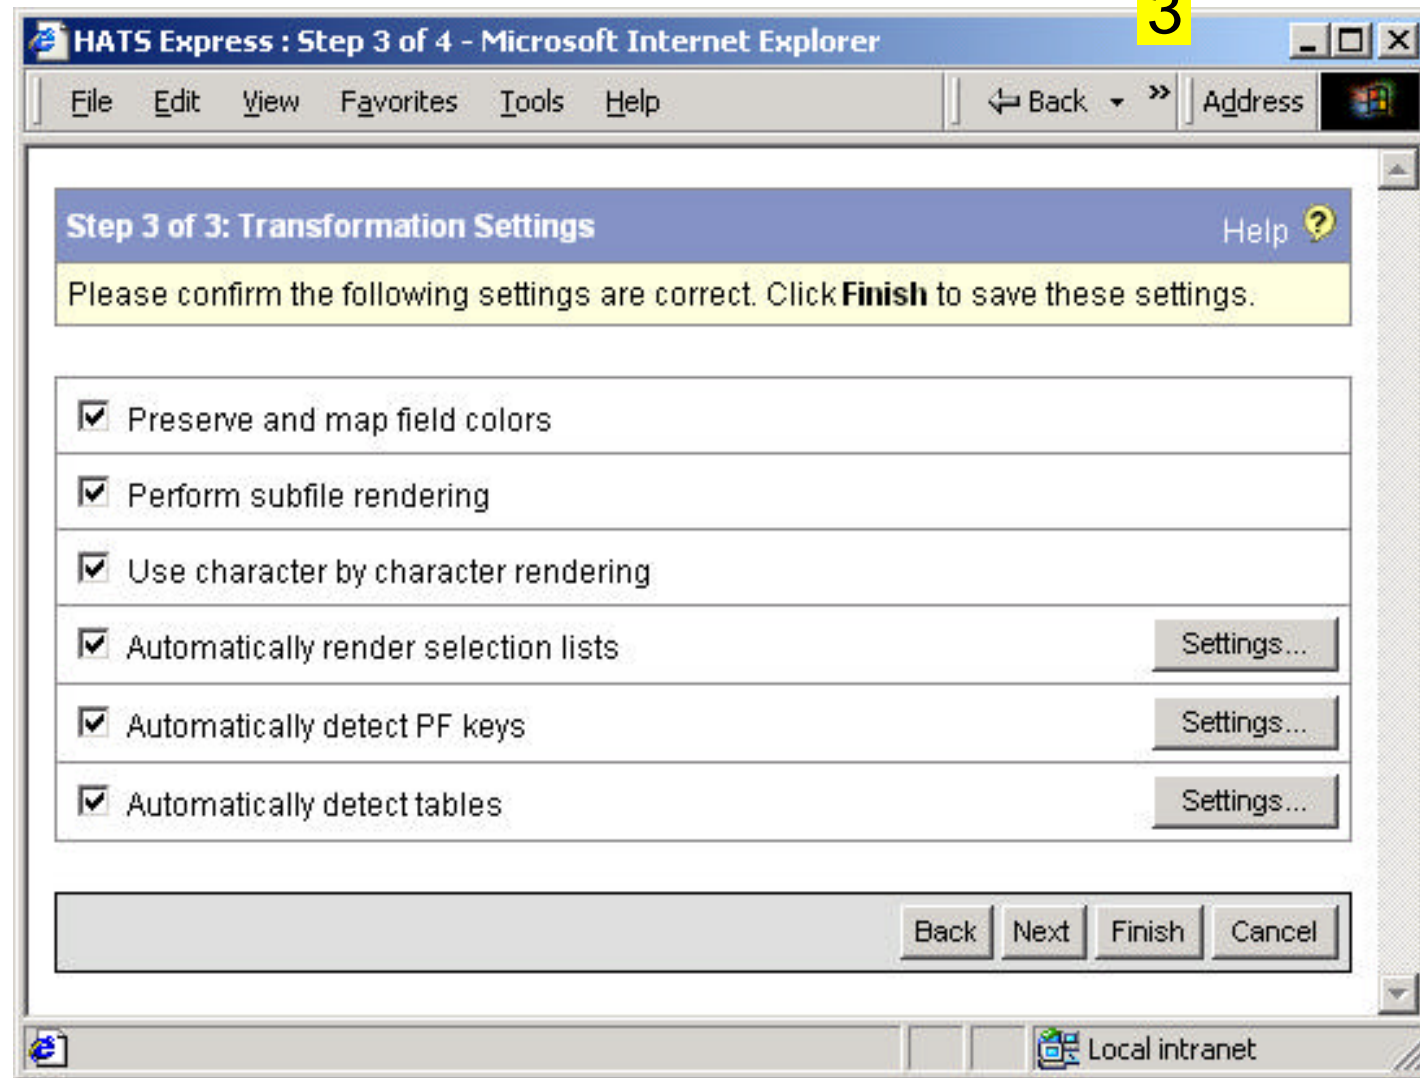 3
HATS Express : Step 3 of 4 - Microsoft Internet Explorer
File Edit View Favorites Tools Help Back » Address
Step 3 of 3: Transformation Settings Help ?
Please confirm the following settings are correct. Click Finish to save these settings.
Preserve and map field colors
Perform subfile rendering
Use character by character rendering
Automatically render selection lists Settings...
Automatically detect PF keys Settings...
Automatically detect tables Settings...
Back Next Finish Cancel
Local intranet